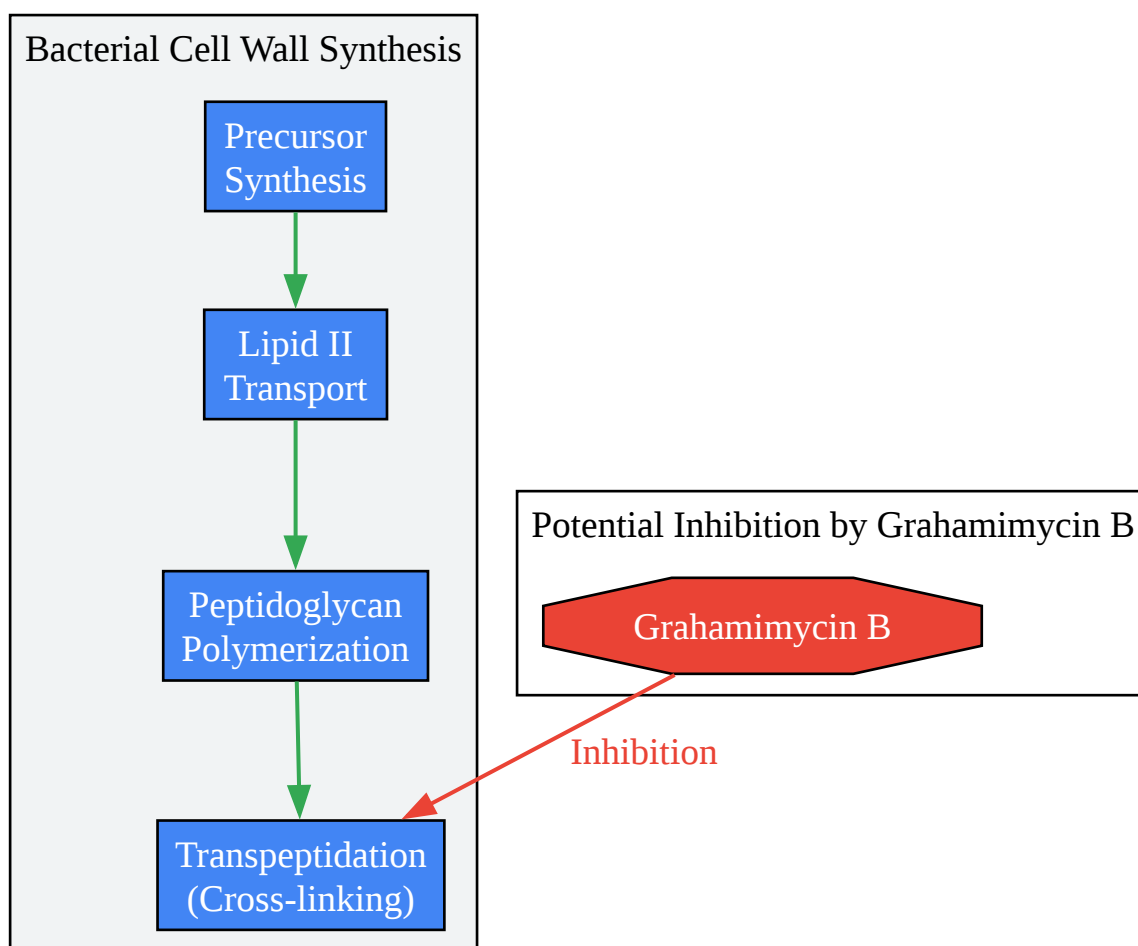 Bacterial Cell Wall Synthesis
Precursor
Synthesis
Lipid II
Transport
Potential Inhibition by Grahamimycin B
Peptidoglycan
Polymerization
Grahamimycin B
Inhibition
Transpeptidation
(Cross-linking)